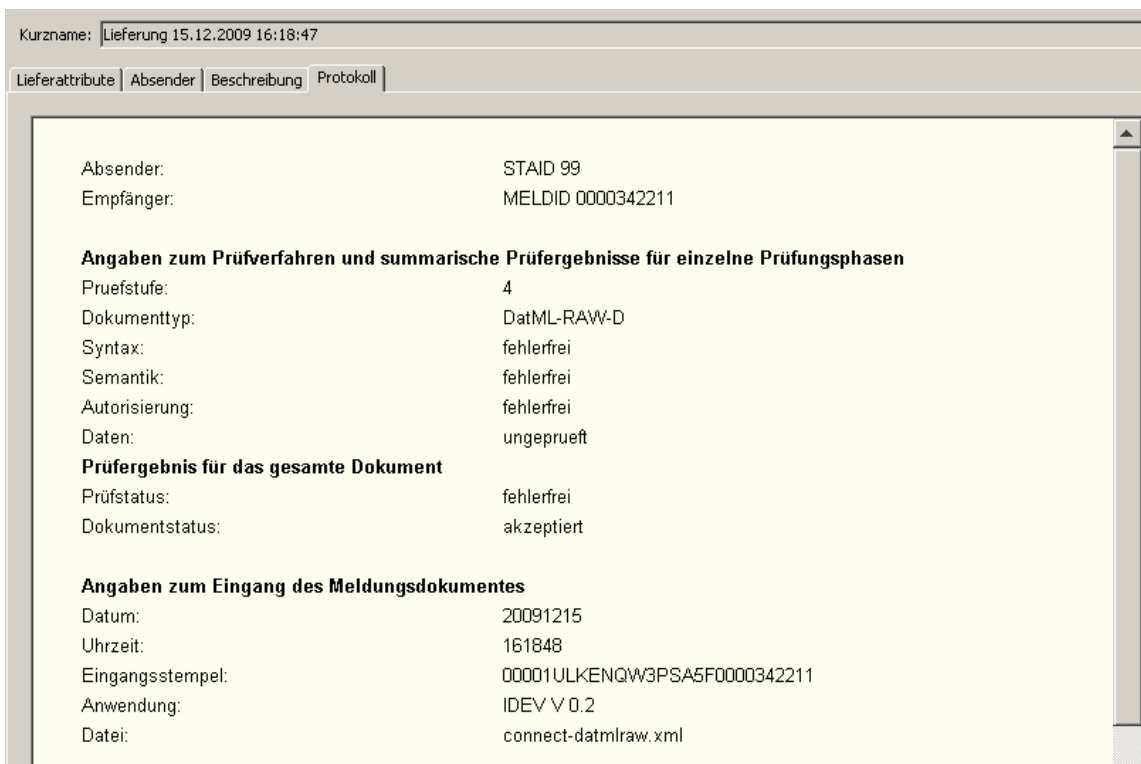 Kurzname: Lieferung 15.12.2009 16:18:47
Lieferattribute Absender Beschreibung Protokoll
Absender: STAID 99
Empfänger: MELDID 0000342211
Angaben zum Prüfverfahren und summarische Prüfergebnisse für einzelne Prüfungsphasen
Pruefstufe: 4
Dokumenttyp: DatML-RAW-D
Syntax: fehlerfrei
Semantik: fehlerfrei
Autorisierung: fehlerfrei
Daten: ungeprueft
Prüfergebnis für das gesamte Dokument
Prüfstatus: fehlerfrei
Dokumentstatus: akzeptiert
Angaben zum Eingang des Meldungsdokumentes
Datum: 20091215
Uhrzeit: 161848
Eingangsstempel: 00001ULKENQW3PSA5F0000342211
Anwendung: IDEV V 0.2
Datei: connect-datmlraw.xml